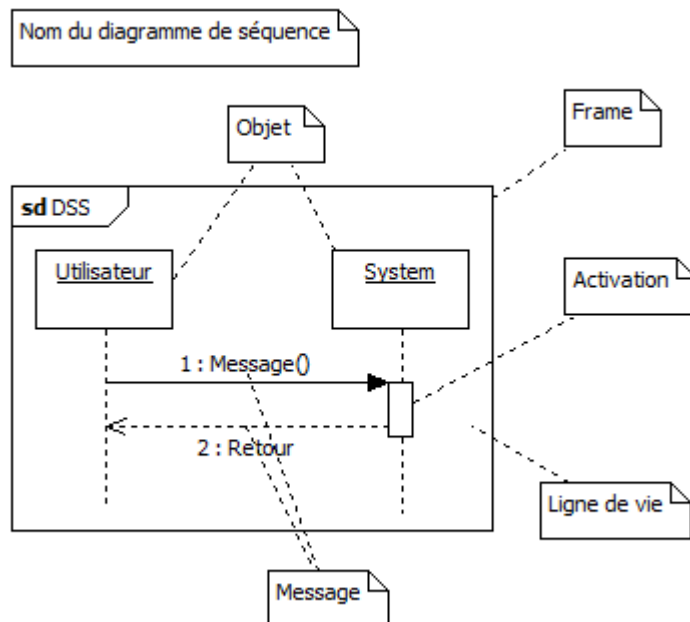 Nom du diagramme de séquence
Frame
Objet
sd DSS
Utilisateur
System
Activation
1 : Message()
2 : Retour
Ligne de vie
Message